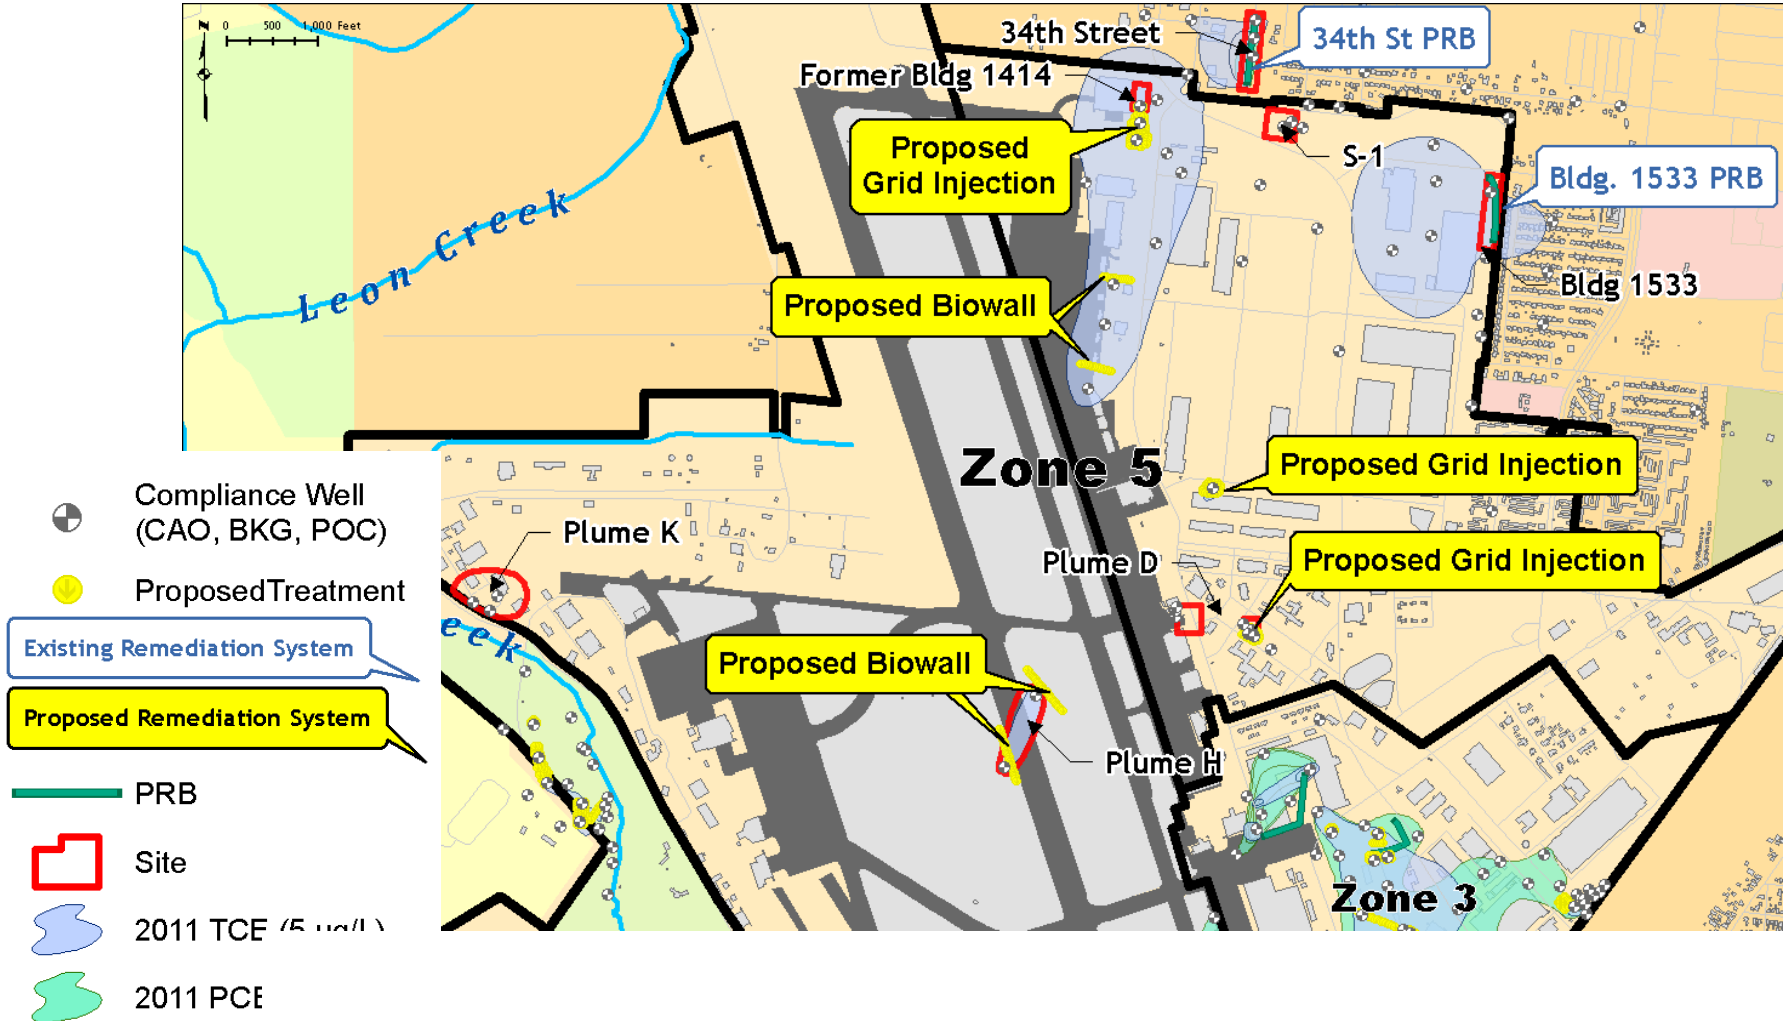 N
0 500 1,000 Feet
34th Street
34th St PRB
Former Bldg 1414
Proposed
Grid Injection
S-1
Bldg. 1533 PRB
Leon Creek
Proposed Biowall
Bldg 1533
Zone 5
Proposed Grid Injection
Compliance Well
(CAO, BKG, POC)
Plume K
Plume D
Proposed Grid Injection
ProposedTreatment
eek
Existing Remediation System
Proposed Biowall
Proposed Remediation System
Plume H
PRB
Site
Zone 3
2011 TCE (5 ug/L)
2011 PCE